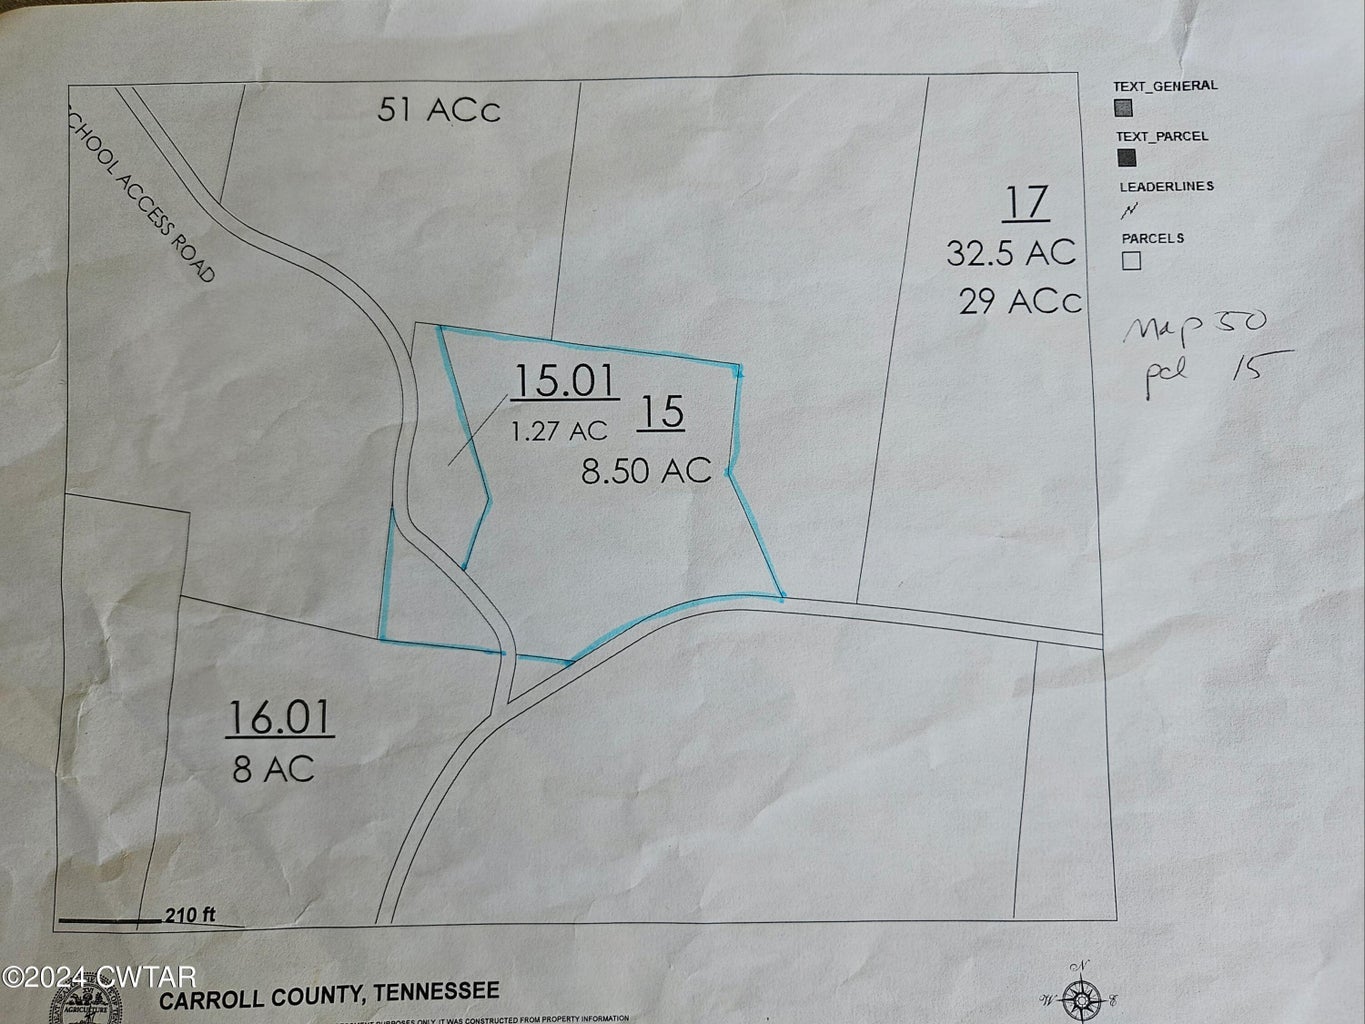 51 ACc
TEXT_GENERAL
TEXT_PARCEL
LEADERLINES
PARCELS
Map 50
pcl 15
SCHOOL ACCESS ROAD
17
32.5 AC
29 ACc
15.01
1.27 AC
15
8.50 AC
16.01
8 AC
210 ft
©2024 CWTAR
AGRICULTURE
CARROLL COUNTY, TENNESSEE
PURPOSES ONLY. IT WAS CONSTRUCTED FROM PROPERTY INFORMATION
N
W
E